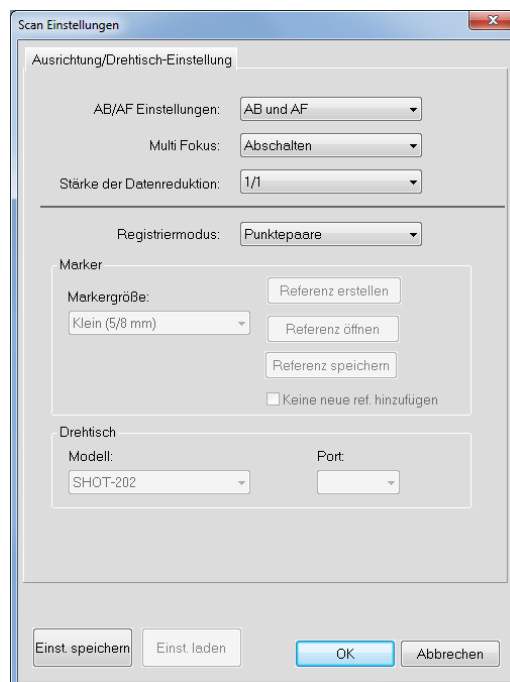 Scan Einstellungen
Ausrichtung/Drehtisch-Einstellung
AB/AF Einstellungen: AB und AF
Multi Fokus: Abschalten
Stärke der Datenreduktion: 1/1
Registriermodus: Punktepaare
Marker
Markergröße:
Klein (5/8 mm)
Referenz erstellen
Referenz öffnen
Referenz speichern
Keine neue ref. hinzufügen
Drehtisch
Modell: Port:
SHOT-202
Einst. speichern Einst. laden OK Abbrechen